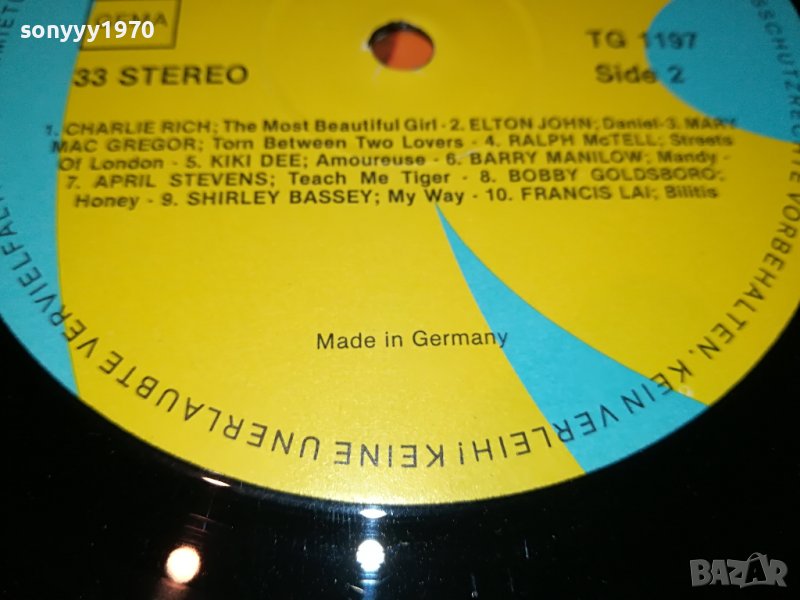 sonyyy1970
GEMA
33 STEREO
TG 1197
Side 2
1. CHARLIE RICH; The Most Beautiful Girl - 2. ELTON JOHN; Daniel - 3. MARY
MAC GREGOR; Torn Between Two Lovers - 4. RALPH McTELL; Streets
Of London - 5. KIKI DEE; Amoureuse - 6. BARRY MANILOW; Mandy -
7. APRIL STEVENS; Teach Me Tiger - 8. BOBBY GOLDSBORO;
Honey - 9. SHIRLEY BASSEY; My Way - 10. FRANCIS LAI; Bilitis
Made in Germany
VORBEHALTEN. KEIN VERLEIH! KEINE UNERLAUBTE
BAZAR